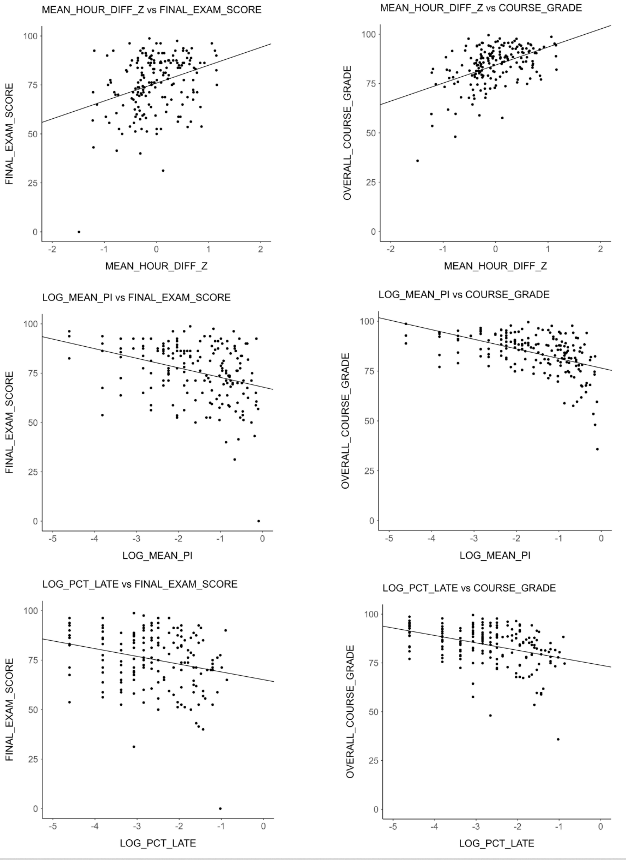 MEAN_HOUR_DIFF_Z vs FINAL_EXAM_SCORE
FINAL_EXAM_SCORE
100
75
50
25
0
-2 -1 0 1 2
MEAN_HOUR_DIFF_Z
MEAN_HOUR_DIFF_Z vs COURSE_GRADE
OVERALL_COURSE_GRADE
100
75
50
25
0
-2 -1 0 1 2
MEAN_HOUR_DIFF_Z
LOG_MEAN_PI vs FINAL_EXAM_SCORE
FINAL_EXAM_SCORE
100
75
50
25
0
-5 -4 -3 -2 -1 0
LOG_MEAN_PI
LOG_MEAN_PI vs COURSE_GRADE
OVERALL_COURSE_GRADE
100
75
50
25
0
-5 -4 -3 -2 -1 0
LOG_MEAN_PI
LOG_PCT_LATE vs FINAL_EXAM_SCORE
FINAL_EXAM_SCORE
100
75
50
25
0
-5 -4 -3 -2 -1 0
LOG_PCT_LATE
LOG_PCT_LATE vs COURSE_GRADE
OVERALL_COURSE_GRADE
100
75
50
25
0
-5 -4 -3 -2 -1 0
LOG_PCT_LATE